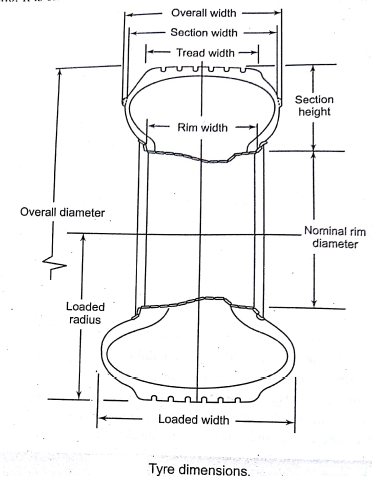 Overall width
Section width
Tread width
Section
height
Rim width
Overall diameter
Nominal rim
diameter
Loaded
radius
Loaded width
Tyre dimensions.